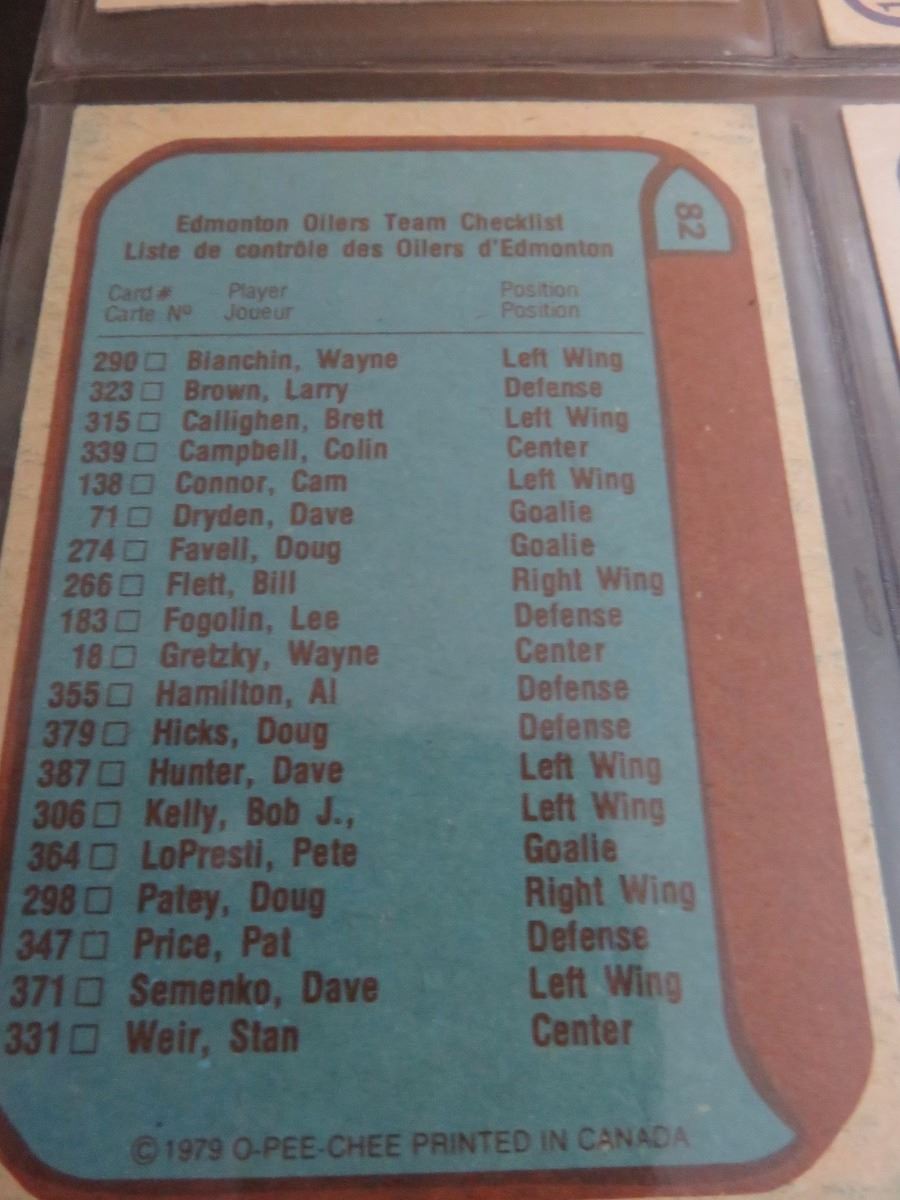 82
Edmonton Oilers Team Checklist
Liste de contrôle des Oilers d'Edmonton
Card # Player Position
Carte Nº Joueur Position
290 □ Bianchin, Wayne Left Wing
323 □ Brown, Larry Defense
315 □ Callighen, Brett Left Wing
339 □ Campbell, Colin Center
138 □ Connor, Cam Left Wing
71 □ Dryden, Dave Goalie
274 □ Favell, Doug Goalie
266 □ Flett, Bill Right Wing
183 □ Fogolin, Lee Defense
18 □ Gretzky, Wayne Center
355 □ Hamilton, Al Defense
379 □ Hicks, Doug Defense
387 □ Hunter, Dave Left Wing
306 □ Kelly, Bob J., Left Wing
364 □ LoPresti, Pete Goalie
298 □ Patey, Doug Right Wing
347 □ Price, Pat Defense
371 □ Semenko, Dave Left Wing
331 □ Weir, Stan Center
© 1979 O-PEE-CHEE PRINTED IN CANADA